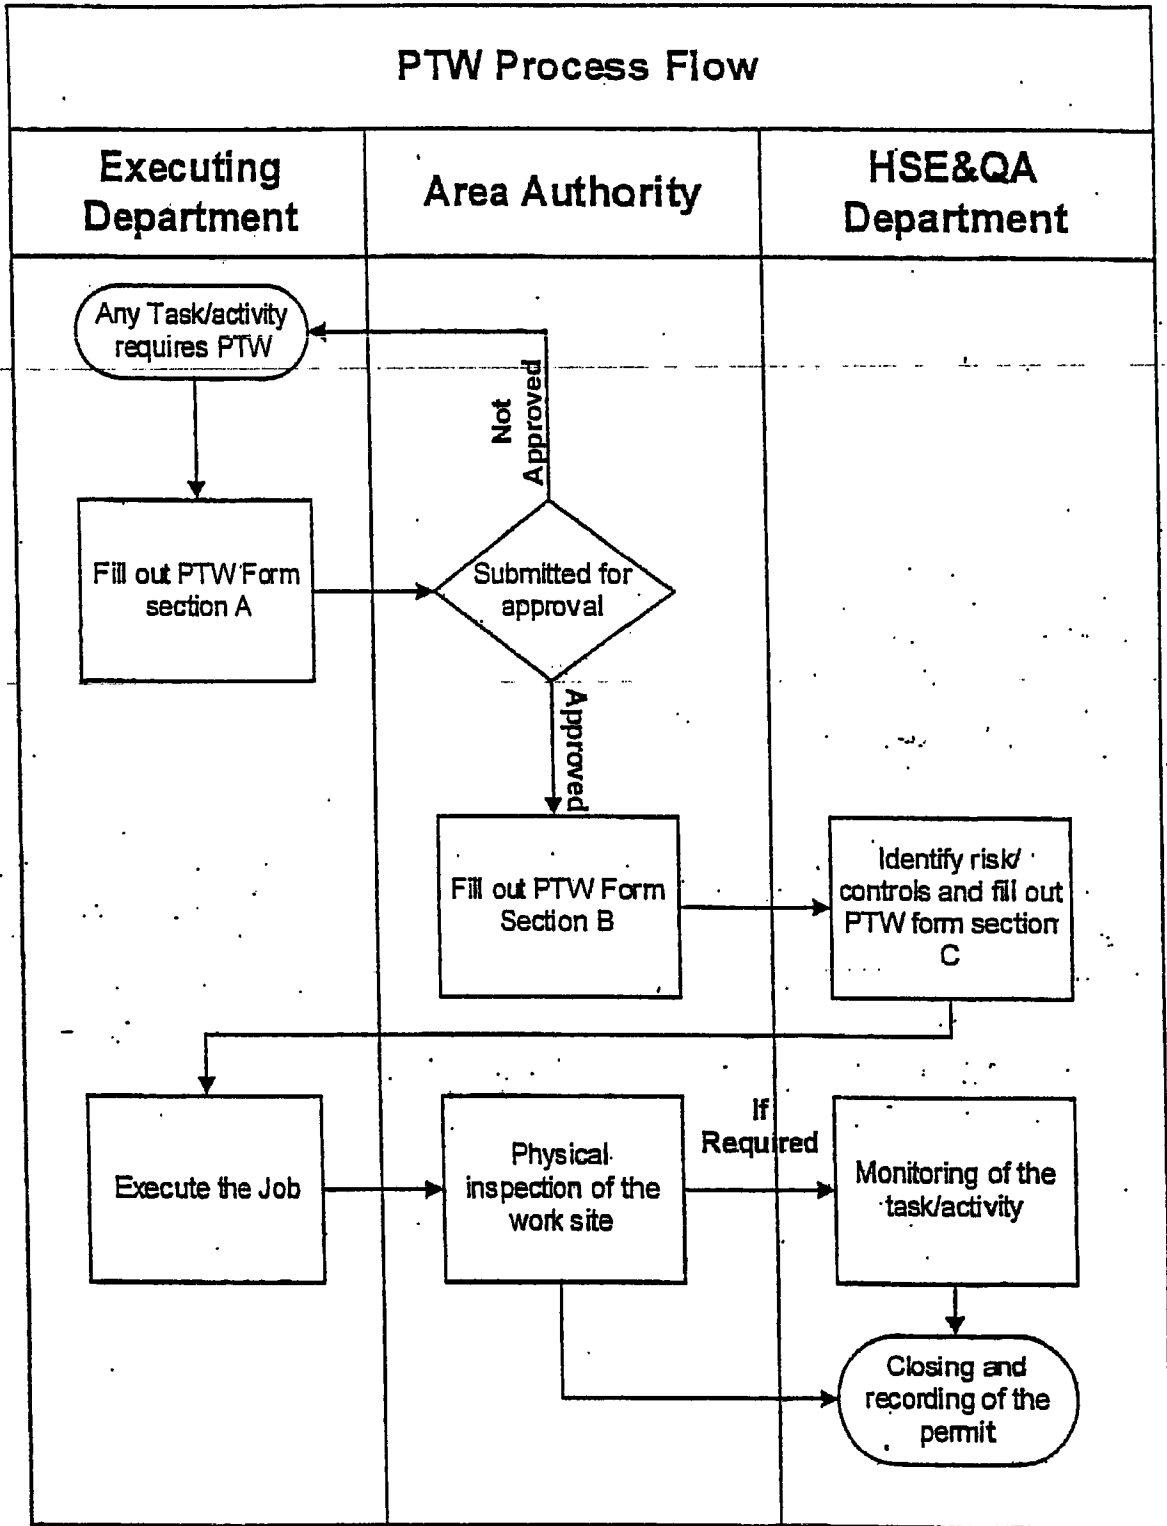 PTW Process Flow
Executing
Department
Area Authority
HSE&QA
Department
Any Task/activity
requires PTW
Not
Approved
Fill out PTW Form
section A
Submitted for
approval
Approved
Fill out PTW Form
Section B
Identify risk/
controls and fill out
PTW form section
C
Execute the Job
Physical
inspection of the
work site
If
Required
Monitoring of the
task/activity
Closing and
recording of the
permit